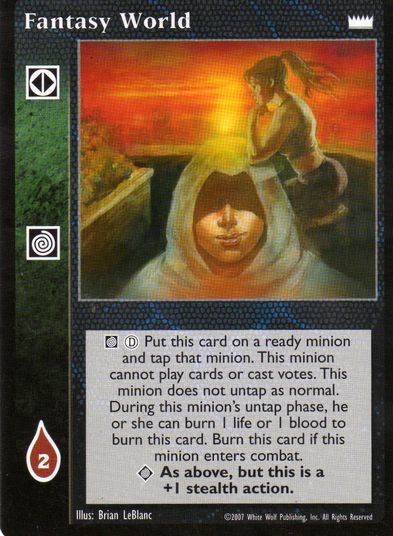 Fantasy World
D Put this card on a ready minion
and tap that minion. This minion
cannot play cards or cast votes. This
minion does not untap as normal.
During this minion's untap phase, he
or she can burn 1 life or 1 blood to
burn this card. Burn this card if this
minion enters combat.
As above, but this is a
+1 stealth action.
2
Illus: Brian LeBlanc
©2007 White Wolf Publishing, Inc. All Rights Reserved